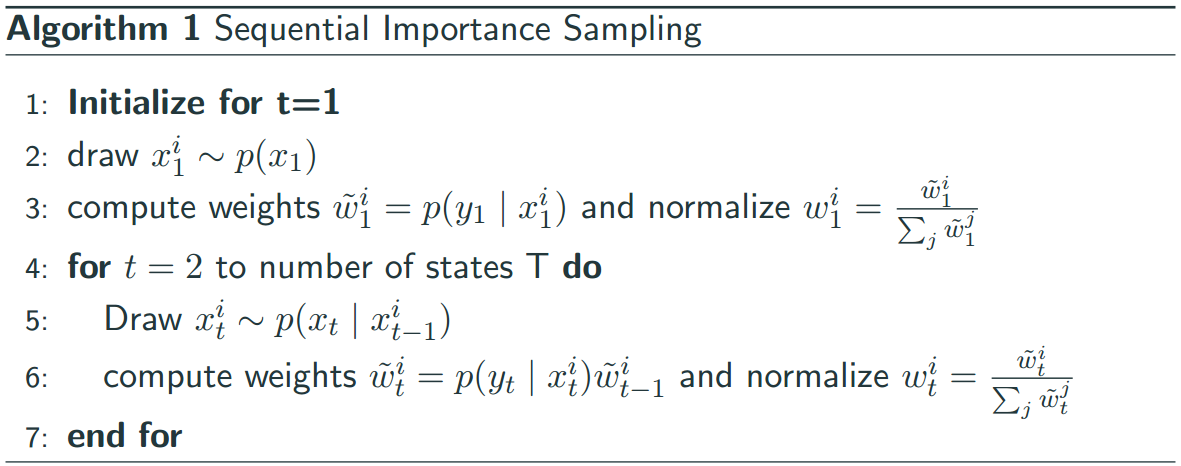 Algorithm 1 Sequential Importance Sampling
1: Initialize for t=1
2: draw $x_1^i \sim p(x_1)$
3: compute weights $\tilde{w}_1^i = p(y_1 \mid x_1^i)$ and normalize $w_1^i = \frac{\tilde{w}_1^i}{\sum_j \tilde{w}_1^j}$
4: for $t = 2$ to number of states T do
5: Draw $x_t^i \sim p(x_t \mid x_{t-1}^i)$
6: compute weights $\tilde{w}_t^i = p(y_t \mid x_t^i)\tilde{w}_{t-1}^i$ and normalize $w_t^i = \frac{\tilde{w}_t^i}{\sum_j \tilde{w}_t^j}$
7: end for